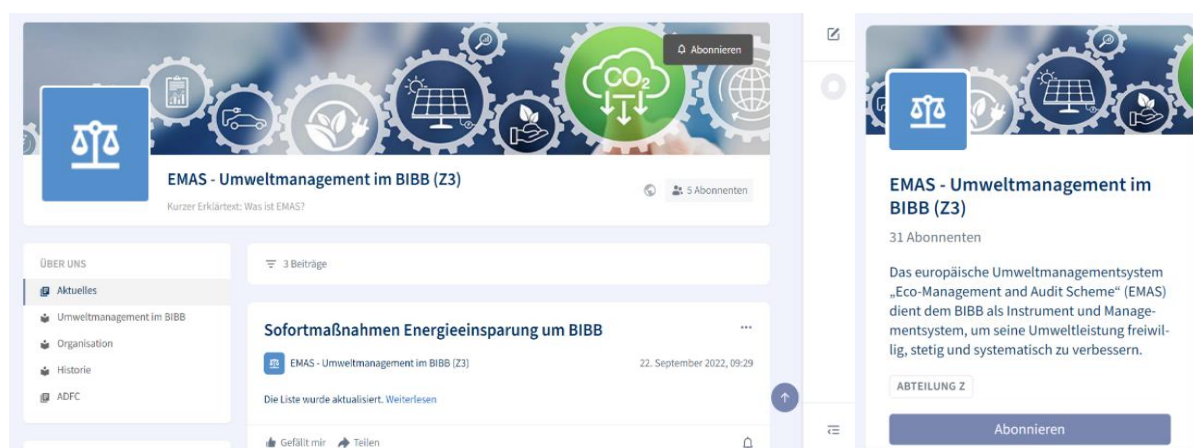 Abonnieren
CO₂
EMAS - Umweltmanagement im BIBB (Z3)
Kurzer Erklärtext: Was ist EMAS?
5 Abonnenten
ÜBER UNS
Aktuelles
Umweltmanagement im BIBB
Organisation
Historie
ADFC
3 Beiträge
Sofortmaßnahmen Energieeinsparung um BIBB
EMAS - Umweltmanagement im BIBB (Z3)
22. September 2022, 09:29
Die Liste wurde aktualisiert. Weiterlesen
Gefällt mir Teilen
EMAS - Umweltmanagement im
BIBB (Z3)
31 Abonnenten
Das europäische Umweltmanagementsystem
„Eco-Management and Audit Scheme“ (EMAS)
dient dem BIBB als Instrument und Manage-
mentsystem, um seine Umweltleistung freiwil-
lig, stetig und systematisch zu verbessern.
ABTEILUNG Z
Abonnieren